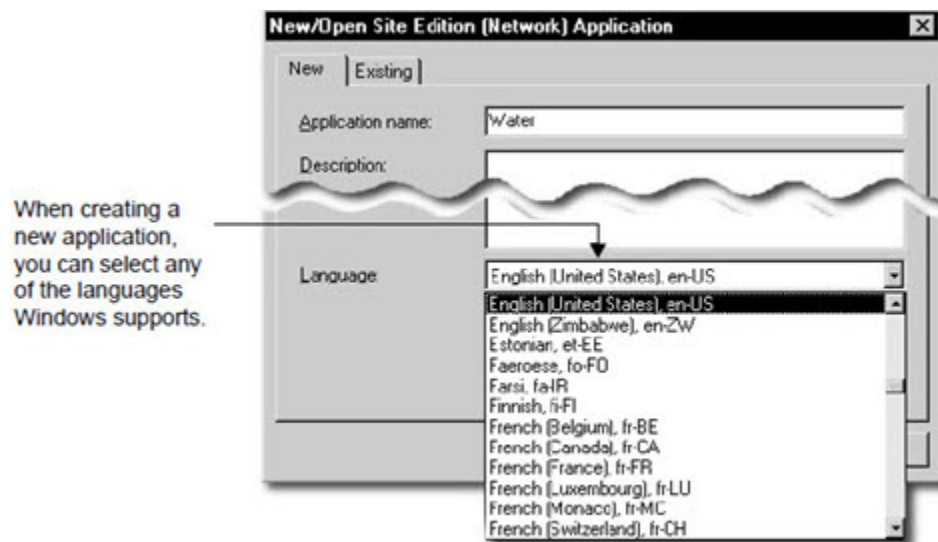 New/Open Site Edition (Network) Application
New
Existing
Application name:
Water
Description:
When creating a
new application,
you can select any
of the languages
Windows supports.
Language
English (United States), en-US
English (United States), en-US
English (Zimbabwe), en-ZW
Estonian, et-EE
Faeroese, fo-FO
Farsi, fa-IR
Finnish, fi-FI
French (Belgium), fr-BE
French (Canada), fr-CA
French (France), fr-FR
French (Luxembourg), fr-LU
French (Monaco), fr-MC
French (Switzerland), fr-CH